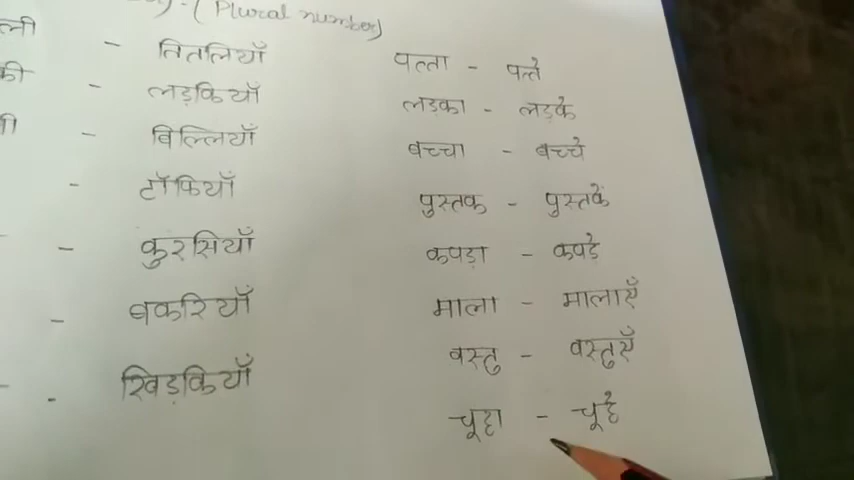 (Plural number)
ली - तितलियाँ
की - लड़कियाँ
- बिल्लियाँ
- टॉफियाँ
- कुरसियाँ
- बकरियाँ
- खिड़कियाँ
पत्ता - पत्ते
लड़का - लड़के
बच्चा - बच्चे
पुस्तक - पुस्तकें
कपड़ा - कपड़े
माला - मालाएँ
वस्तु - वस्तुएँ
चूहा - चूहे